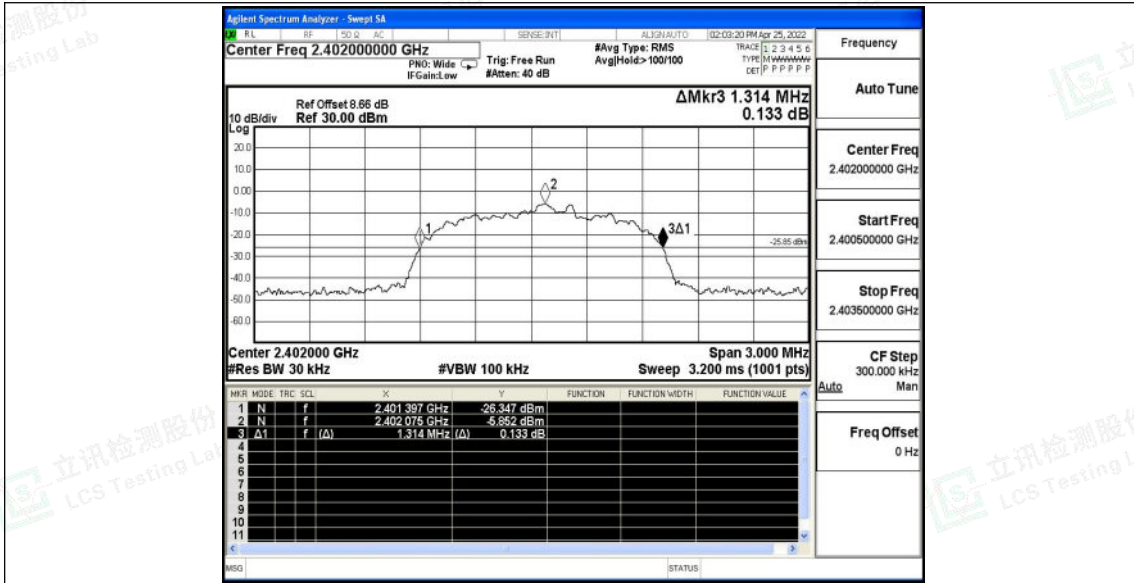 Agilent Spectrum Analyzer - Swept SA
RL RF 50 Ω AC SENSE:INT ALIGNAUTO 02:03:20 PM Apr 25, 2022
Center Freq 2.402000000 GHz
#Avg Type: RMS
TRACE 1 2 3 4 5 6
PNO: Wide
IFGain:Low
Trig: Free Run
#Atten: 40 dB
Avg|Hold>100/100
TYPE M WWWWW
DET P P P P P P
Frequency
ΔMkr3 1.314 MHz
0.133 dB
Ref Offset 8.66 dB
10 dB/div Ref 30.00 dBm
Log
20.0
10.0
0.00
-10.0
-20.0
-30.0
-40.0
-50.0
-60.0
1
2
3Δ1
-25.85 dBm
Center 2.402000 GHz Span 3.000 MHz
#Res BW 30 kHz #VBW 100 kHz Sweep 3.200 ms (1001 pts)
MKR MODE TRC SCL X Y FUNCTION FUNCTION WIDTH FUNCTION VALUE
1 N f 2.401 397 GHz -26.347 dBm
2 N f 2.402 075 GHz -5.852 dBm
3 Δ1 f (Δ) 1.314 MHz (Δ) 0.133 dB
4
5
6
7
8
9
10
11
MSG STATUS
Auto Tune
Center Freq
2.402000000 GHz
Start Freq
2.400500000 GHz
Stop Freq
2.403500000 GHz
CF Step
300.000 kHz
Auto Man
Freq Offset
0 Hz
立讯检测股份
LCS Testing Lab
立讯检测股份
LCS Testing L